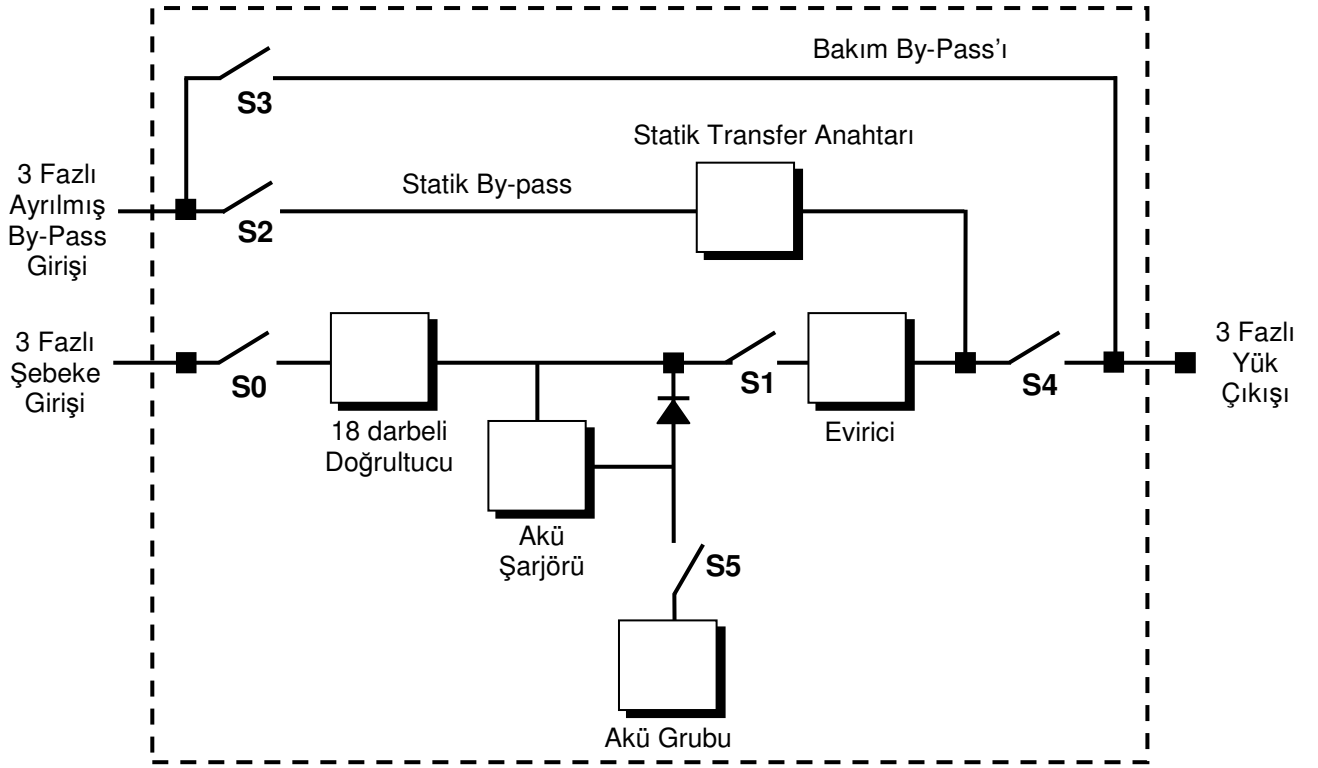 Bakım By-Pass'ı
S3
Statik Transfer Anahtarı
3 Fazlı
Ayrılmış
By-Pass
Girişi
Statik By-pass
S2
3 Fazlı
Şebeke
Girişi
S0
18 darbeli
Doğrultucu
S1
Evirici
S4
3 Fazlı
Yük
Çıkışı
Akü
Şarjörü
S5
Akü Grubu